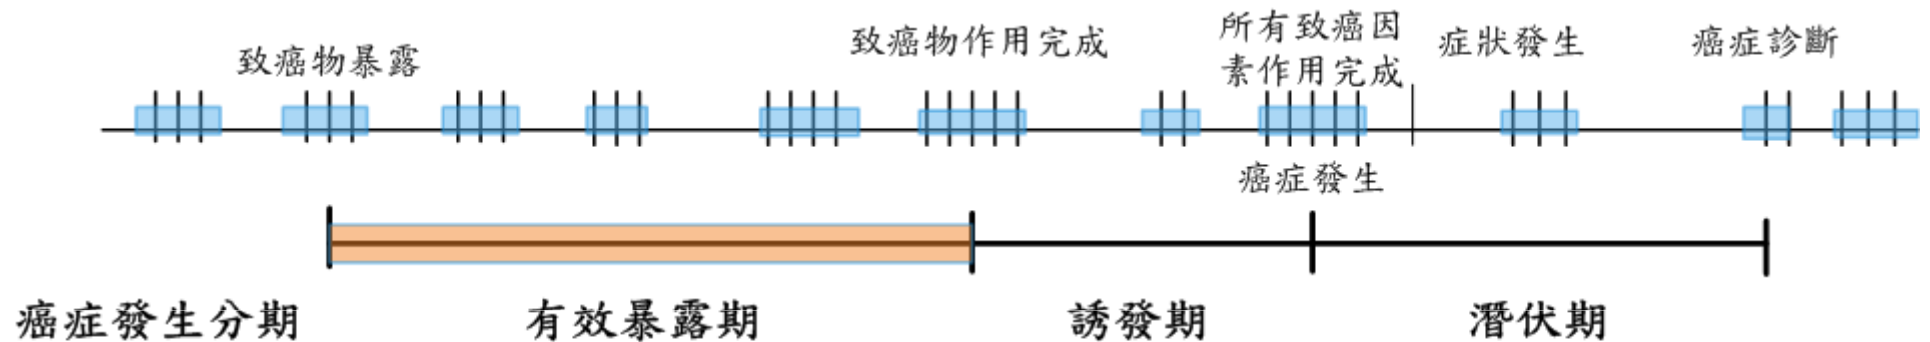 致癌物暴露
致癌物作用完成
所有致癌因
素作用完成
症狀發生
癌症診斷
癌症發生
癌症發生分期
有效暴露期
誘發期
潛伏期